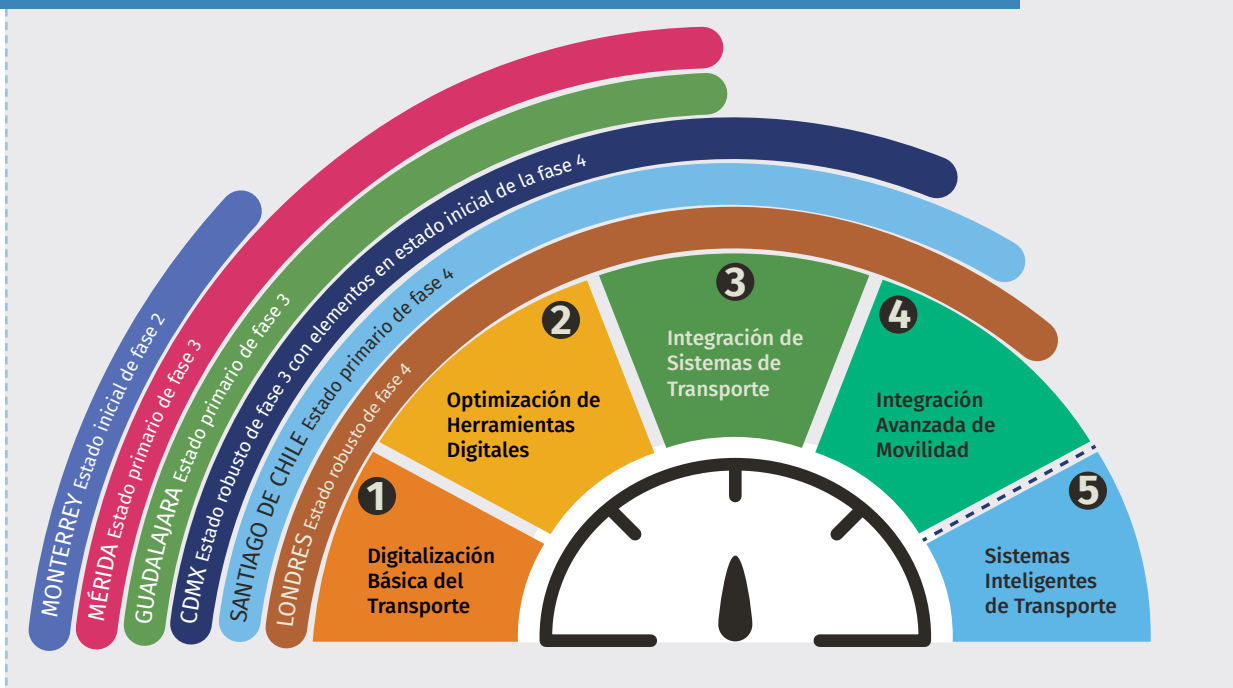 MONTERREY Estado inicial de fase 2
MÉRIDA Estado primario de fase 3
GUADALAJARA Estado primario de fase 3
CDMX Estado robusto de fase 3 con elementos en estado inicial de la fase 4
SANTIAGO DE CHILE Estado primario de fase 4
LONDRES Estado robusto de fase 4
1
Digitalización
Básica del
Transporte
2
Optimización de
Herramientas
Digitales
3
Integración de
Sistemas de
Transporte
4
Integración
Avanzada de
Movilidad
5
Sistemas
Inteligentes
de Transporte